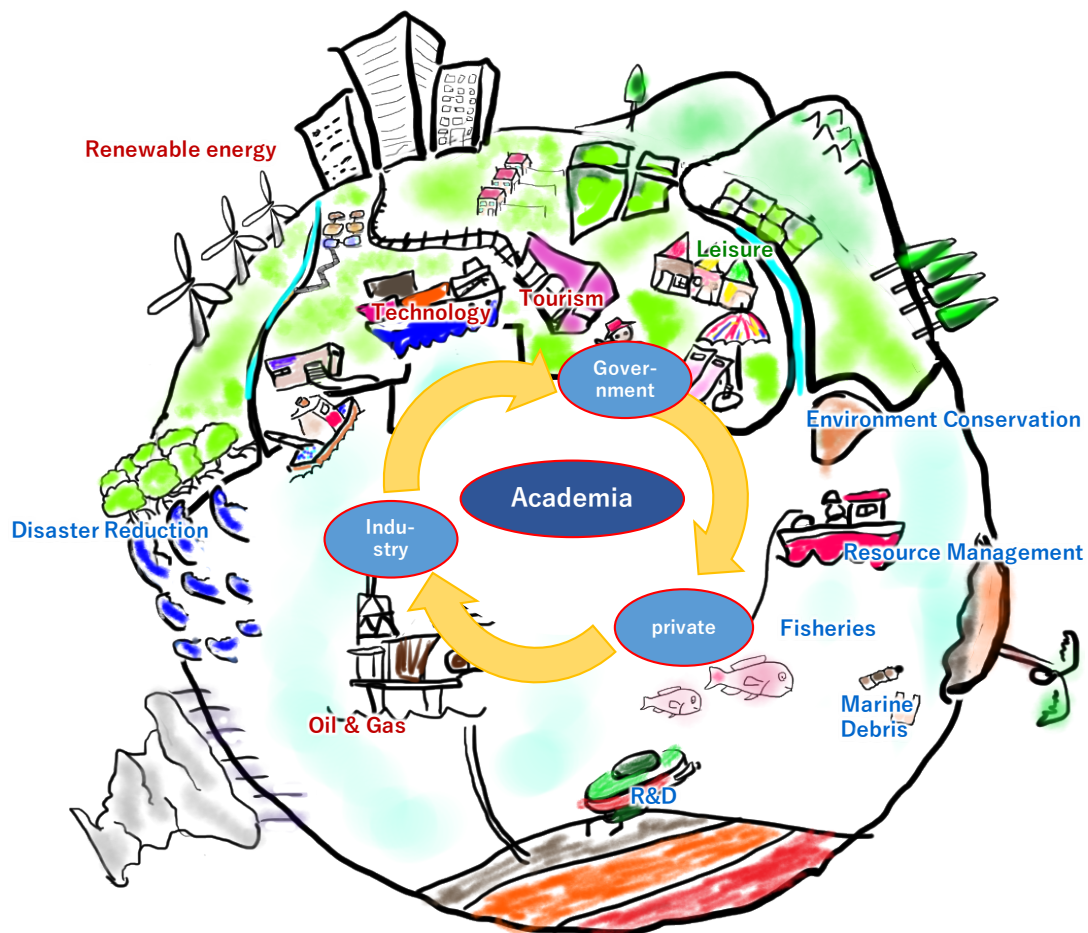 Renewable energy
Leisure
Tourism
Technology
Gover-
nment
Environment Conservation
Academia
Disaster Reduction
Indu-
stry
Resource Management
private
Fisheries
Marine
Debris
Oil & Gas
R&D